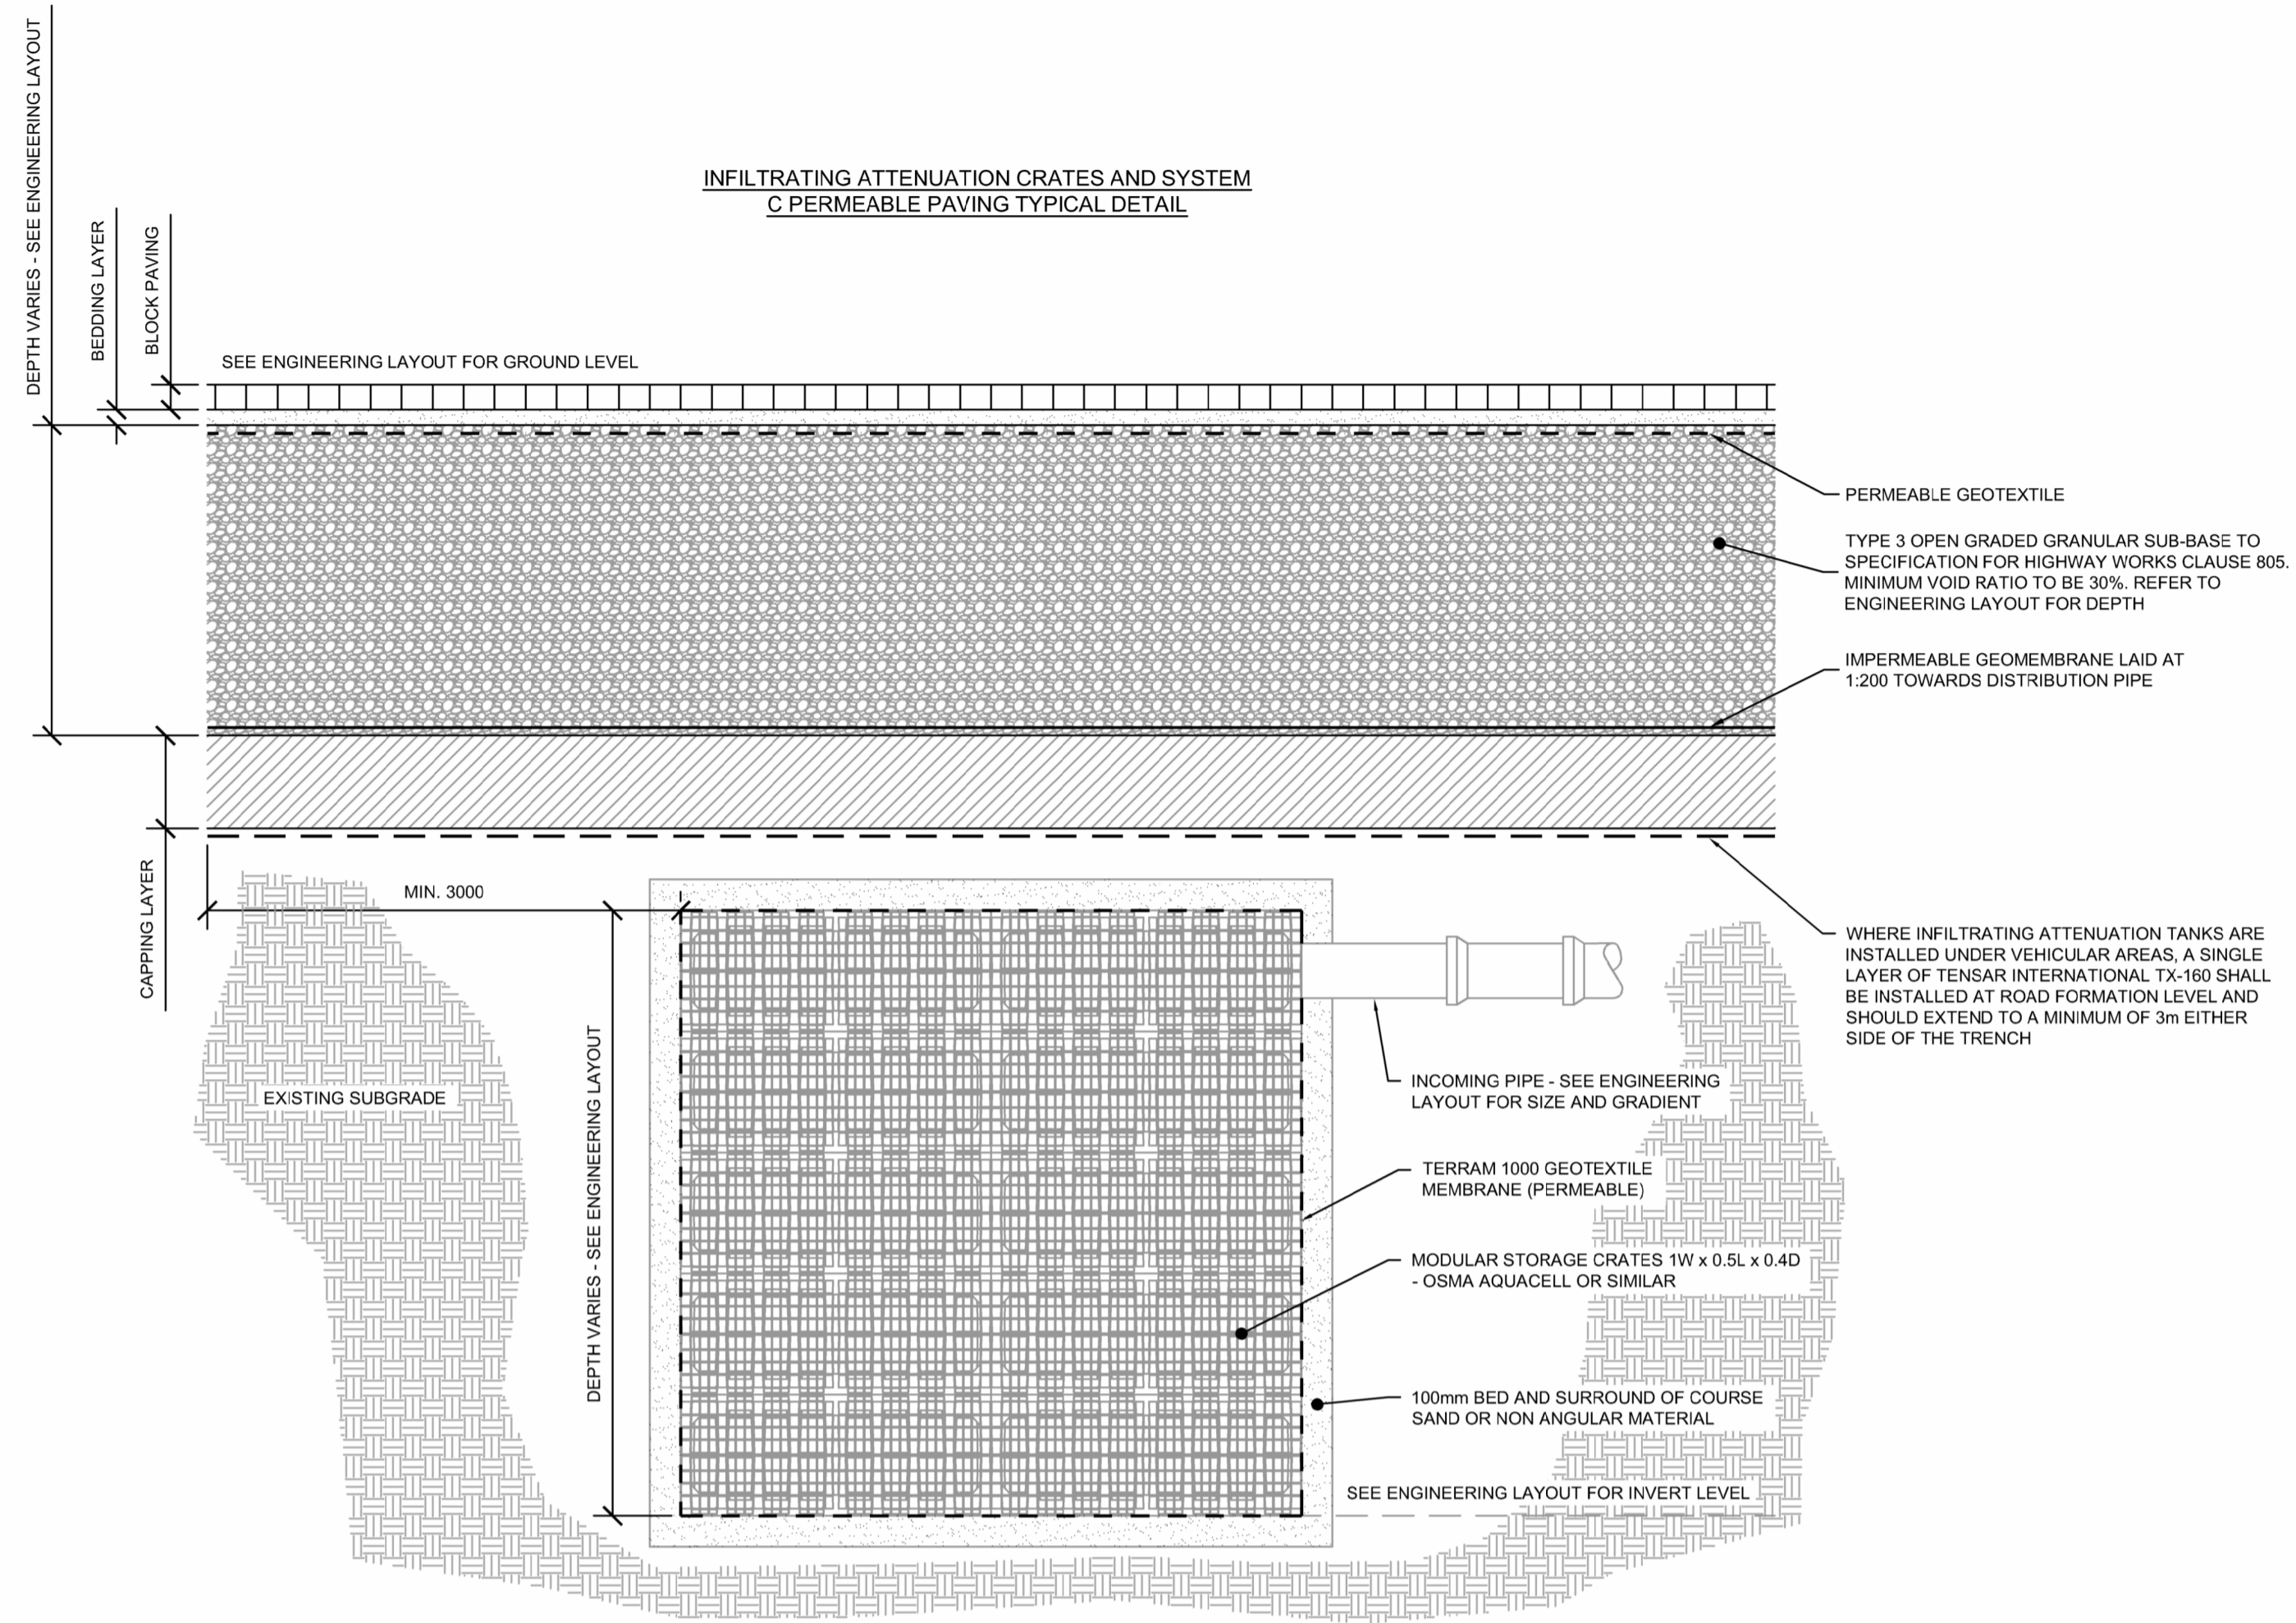 INFILTRATING ATTENUATION CRATES AND SYSTEM
C PERMEABLE PAVING TYPICAL DETAIL
DEPTH VARIES - SEE ENGINEERING LAYOUT
BEDDING LAYER
BLOCK PAVING
SEE ENGINEERING LAYOUT FOR GROUND LEVEL
PERMEABLE GEOTEXTILE
TYPE 3 OPEN GRADED GRANULAR SUB-BASE TO
SPECIFICATION FOR HIGHWAY WORKS CLAUSE 805.
MINIMUM VOID RATIO TO BE 30%. REFER TO
ENGINEERING LAYOUT FOR DEPTH
IMPERMEABLE GEOMEMBRANE LAID AT
1:200 TOWARDS DISTRIBUTION PIPE
CAPPING LAYER
MIN. 3000
WHERE INFILTRATING ATTENUATION TANKS ARE
INSTALLED UNDER VEHICULAR AREAS, A SINGLE
LAYER OF TENSAR INTERNATIONAL TX-160 SHALL
BE INSTALLED AT ROAD FORMATION LEVEL AND
SHOULD EXTEND TO A MINIMUM OF 3m EITHER
SIDE OF THE TRENCH
EXISTING SUBGRADE
DEPTH VARIES - SEE ENGINEERING LAYOUT
INCOMING PIPE - SEE ENGINEERING
LAYOUT FOR SIZE AND GRADIENT
TERRAM 1000 GEOTEXTILE
MEMBRANE (PERMEABLE)
MODULAR STORAGE CRATES 1W x 0.5L x 0.4D
- OSMA AQUACELL OR SIMILAR
100mm BED AND SURROUND OF COURSE
SAND OR NON ANGULAR MATERIAL
SEE ENGINEERING LAYOUT FOR INVERT LEVEL